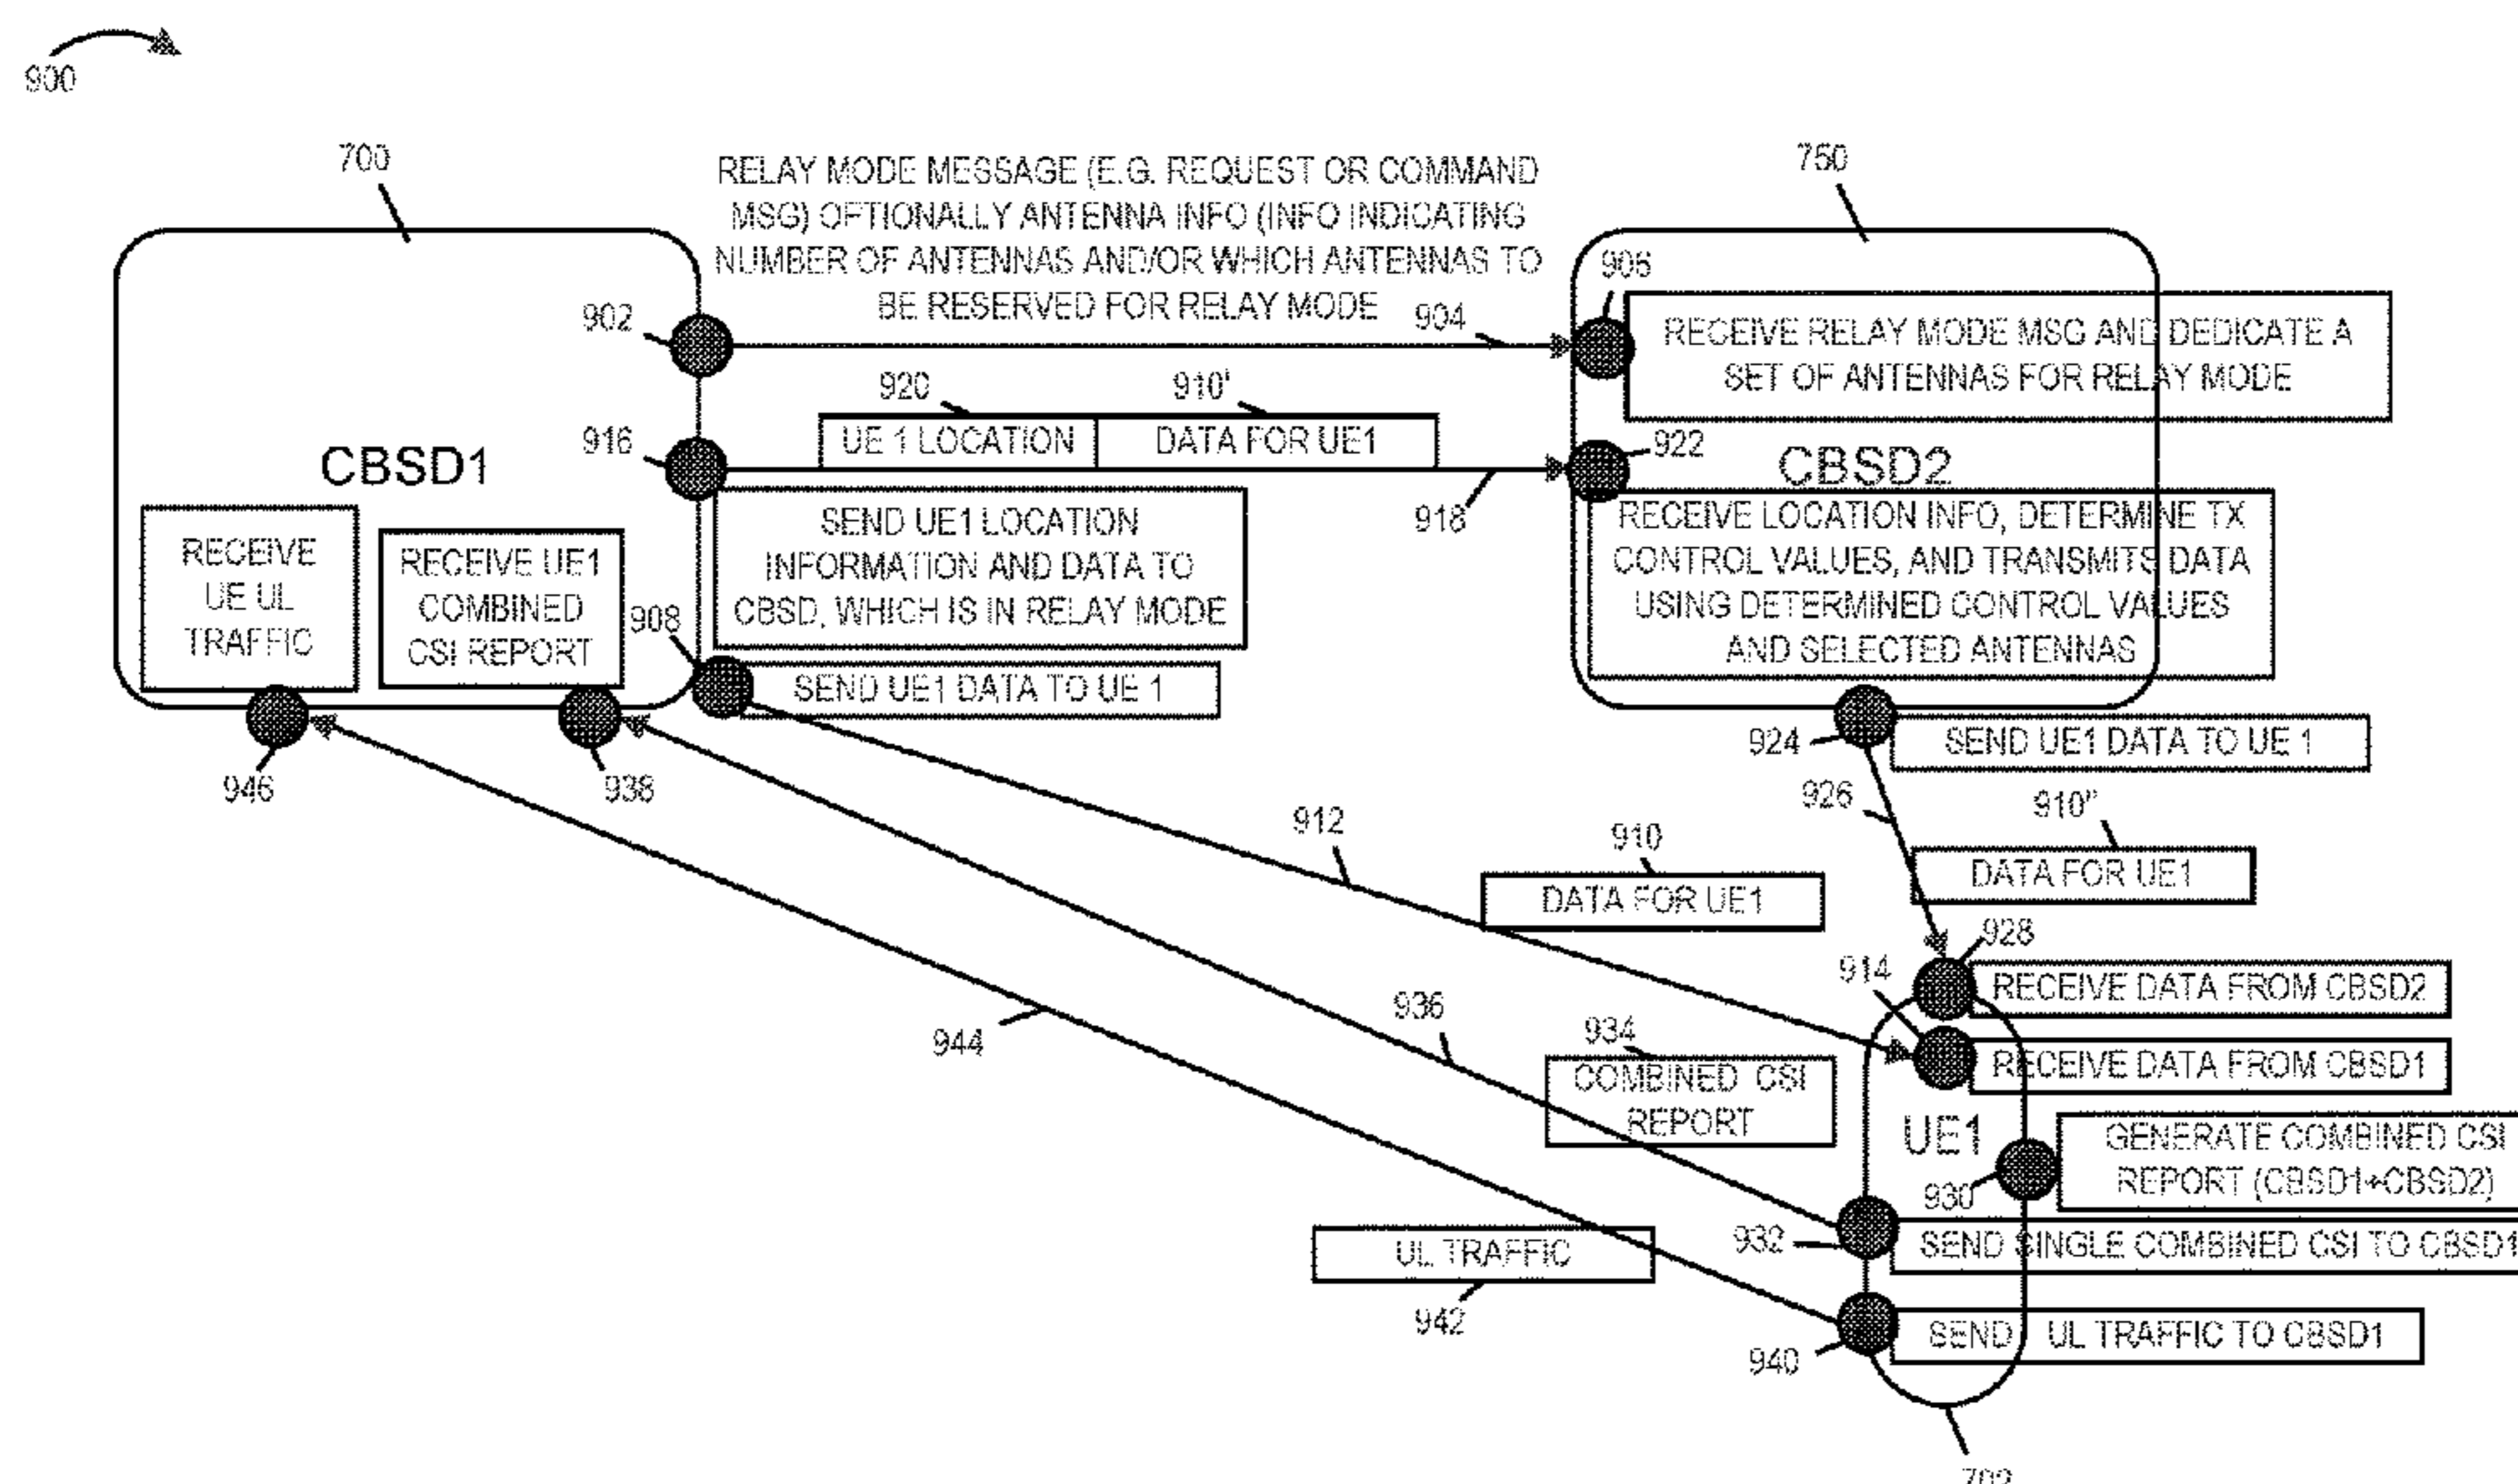 900
700
RELAY MODE MESSAGE (E.G. REQUEST OR COMMAND
MSG) OPTIONALLY ANTENNA INFO (INFO INDICATING
NUMBER OF ANTENNAS AND/OR WHICH ANTENNAS TO
BE RESERVED FOR RELAY MODE
750
902
904
906
RECEIVE RELAY MODE MSG AND DEDICATE A
SET OF ANTENNAS FOR RELAY MODE
920
910'
UE 1 LOCATION
DATA FOR UE1
916
918
922
CBSD1
CBSD2
SEND UE1 LOCATION
INFORMATION AND DATA TO
CBSD, WHICH IS IN RELAY MODE
RECEIVE LOCATION INFO, DETERMINE TX
CONTROL VALUES, AND TRANSMITS DATA
USING DETERMINED CONTROL VALUES
AND SELECTED ANTENNAS
RECEIVE
UE UL
TRAFFIC
RECEIVE UE1
COMBINED
CSI REPORT
908
SEND UE1 DATA TO UE 1
946
938
924
SEND UE1 DATA TO UE 1
926
910"
DATA FOR UE1
912
910
DATA FOR UE1
928
RECEIVE DATA FROM CBSD2
914
RECEIVE DATA FROM CBSD1
944
936
934
COMBINED CSI
REPORT
UE1
930
GENERATE COMBINED CSI
REPORT (CBSD1+CBSD2)
932
SEND SINGLE COMBINED CSI TO CBSD1
UL TRAFFIC
942
940
SEND UL TRAFFIC TO CBSD1